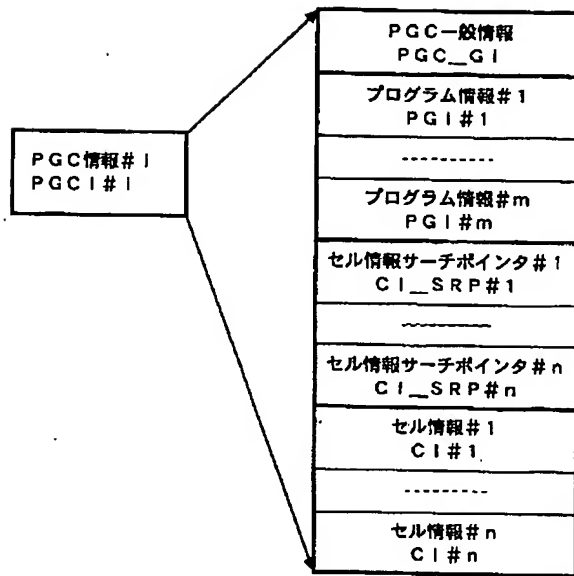 PGC情報#i
PGCI#i
PGC一般情報
PGC_GI
プログラム情報#1
PGI#1
----------
プログラム情報#m
PGI#m
セル情報サーチポインタ#1
CI_SRP#1
----------
セル情報サーチポインタ#n
CI_SRP#n
セル情報#1
CI#1
----------
セル情報#n
CI#n